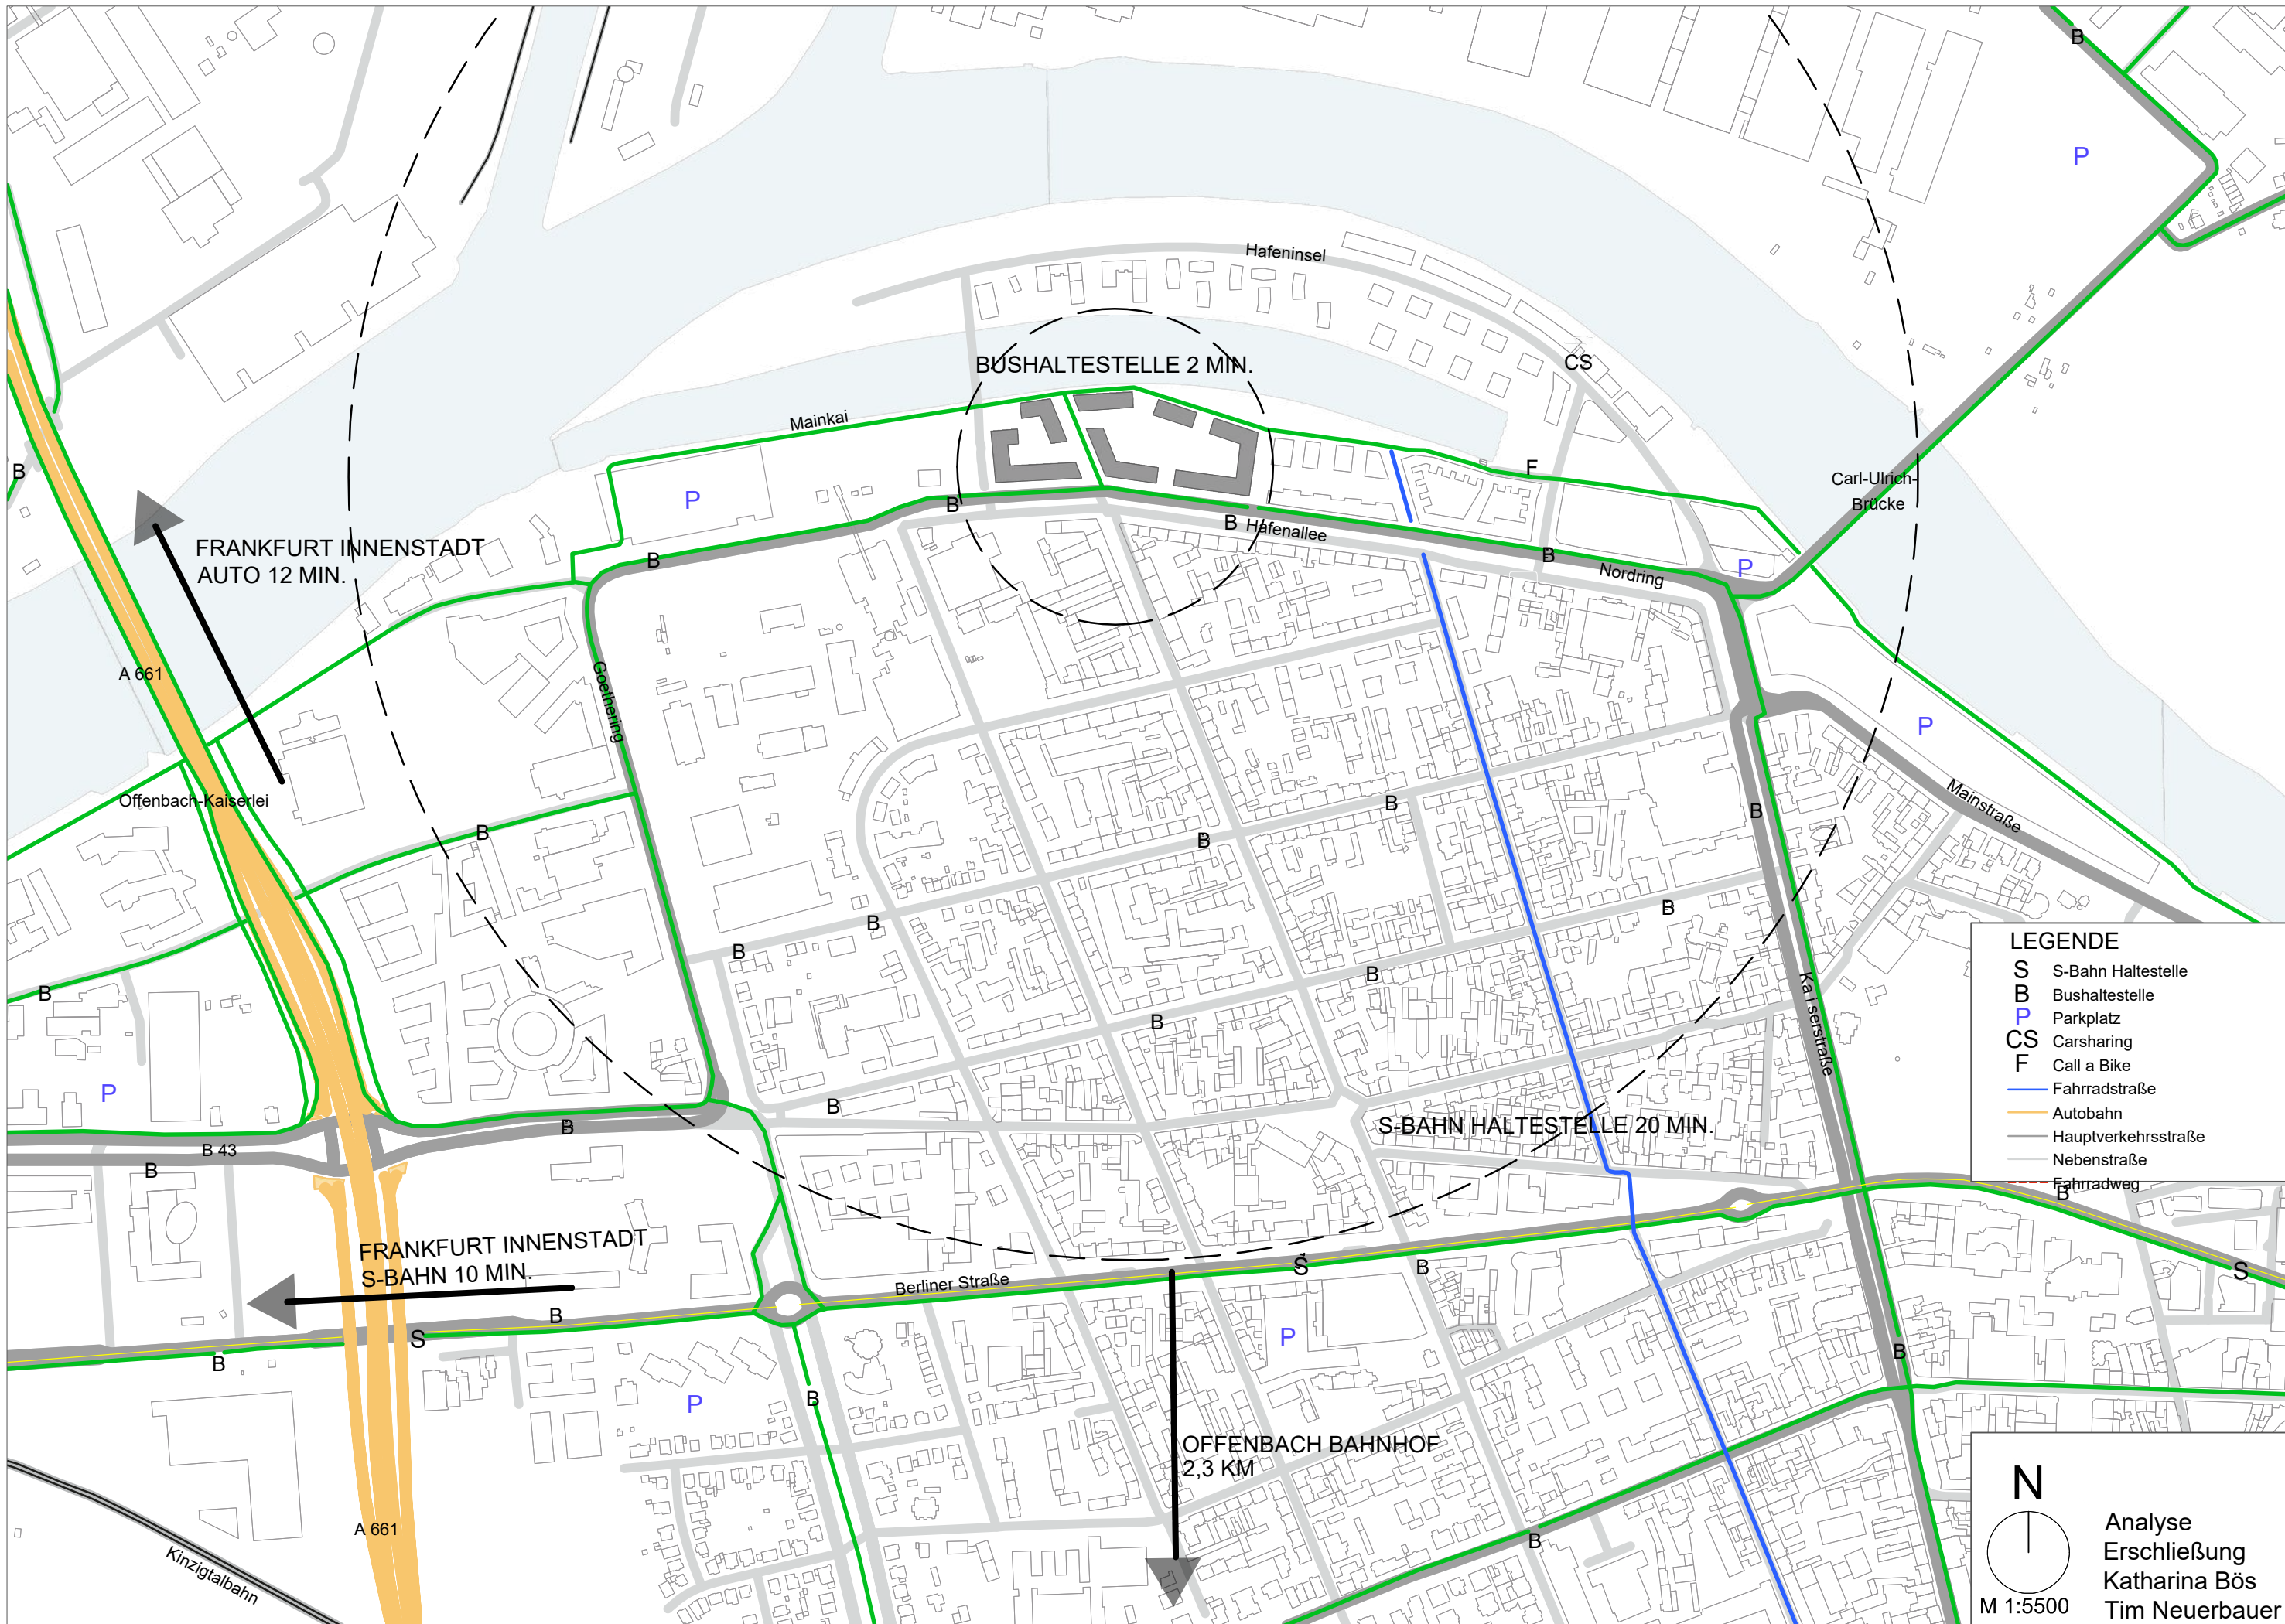 B
P
Hafeninsel
BUSHALTESTELLE 2 MIN.
CS
Mainkai
B
F
P
Carl-Ulrich-
Brücke
B
B Hafenallee
FRANKFURT INNENSTADT
AUTO 12 MIN.
B
B
P
Nordring
A 661
Goethering
P
Offenbach-Kaiserlei
B
B
B
Mainstraße
B
B
B
B
B
B
B
Kaiserstraße
B
LEGENDE
S S-Bahn Haltestelle
B Bushaltestelle
P Parkplatz
CS Carsharing
F Call a Bike
Fahrradstraße
Autobahn
Hauptverkehrsstraße
Nebenstraße
Fahrradweg
P
B
B
S-BAHN HALTESTELLE 20 MIN.
B 43
B
B
FRANKFURT INNENSTADT
S-BAHN 10 MIN.
Berliner Straße
S
B
S
B
S
B
P
B
P
B
OFFENBACH BAHNHOF
2,3 KM
A 661
B
Kinzigtalbahn
N
M 1:5500
Analyse
Erschließung
Katharina Bös
Tim Neuerbauer